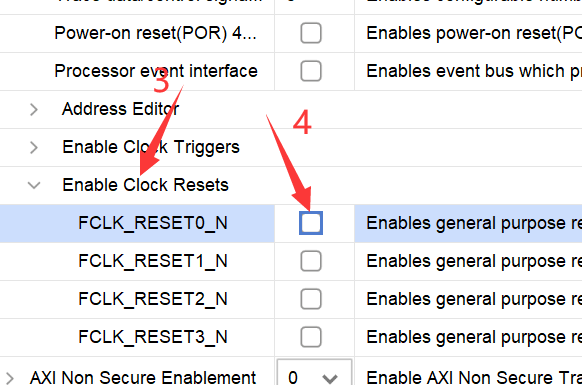 Power-on reset(POR) 4... Enables power-on reset(PO
Processor event interface Enables event bus which pr
3
Address Editor
4
Enable Clock Triggers
Enable Clock Resets
FCLK_RESET0_N Enables general purpose re
FCLK_RESET1_N Enables general purpose re
FCLK_RESET2_N Enables general purpose re
FCLK_RESET3_N Enables general purpose re
AXI Non Secure Enablement 0 Enable AXI Non Secure Tra